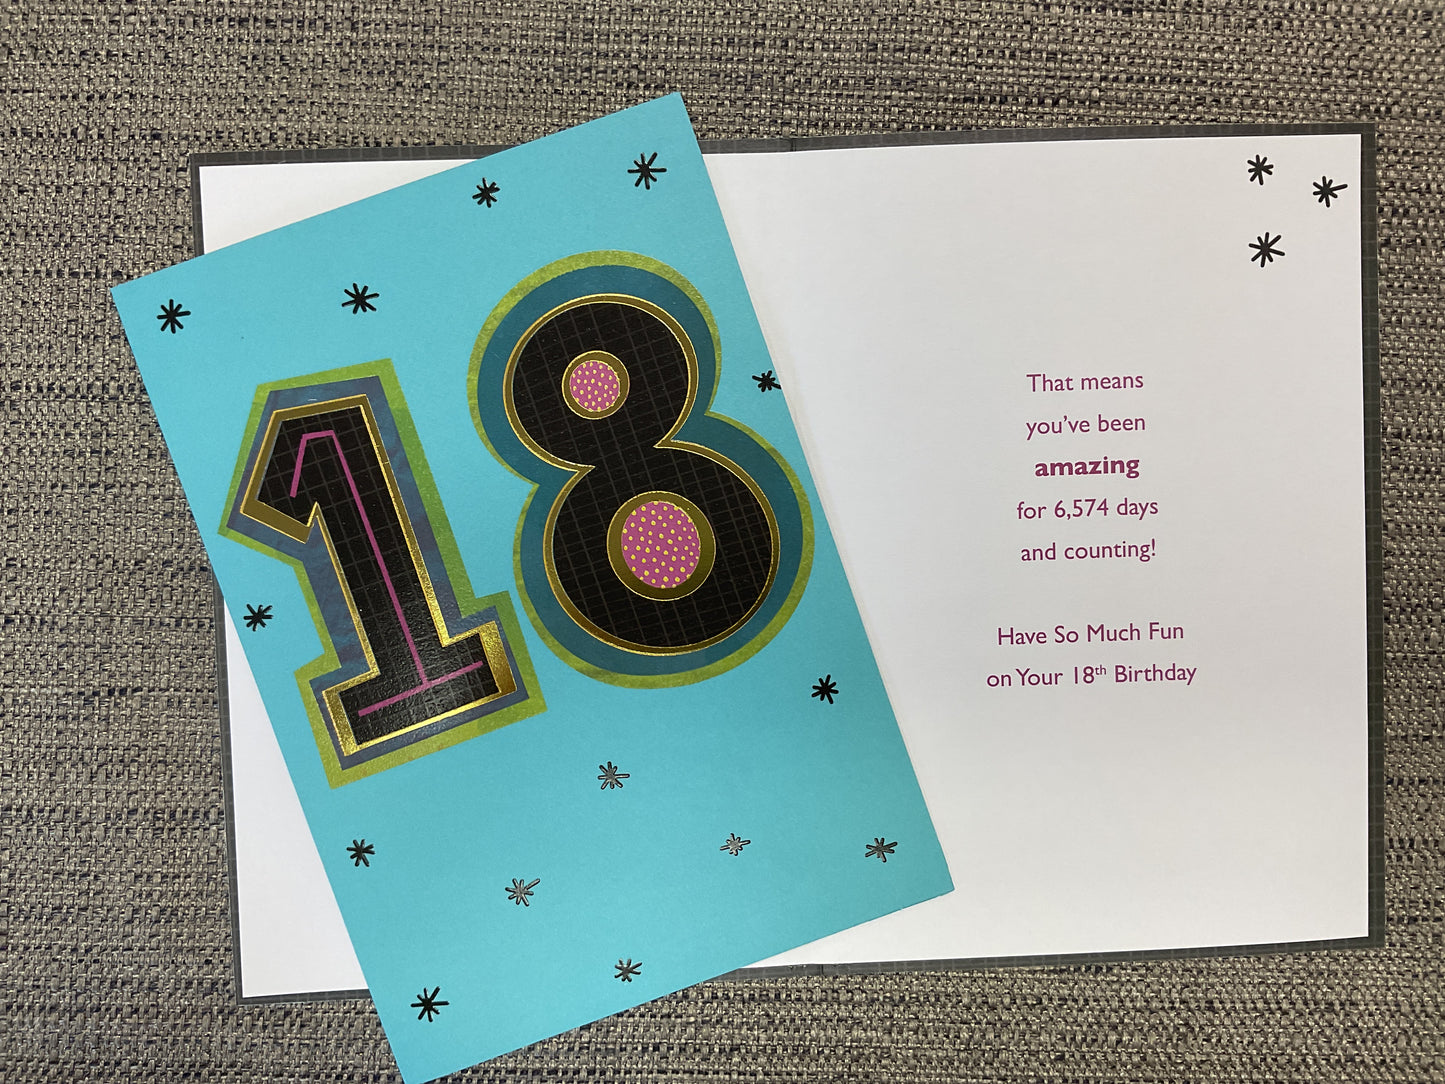 18
That means
you've been
amazing
for 6,574 days
and counting!
Have So Much Fun
on Your 18th Birthday